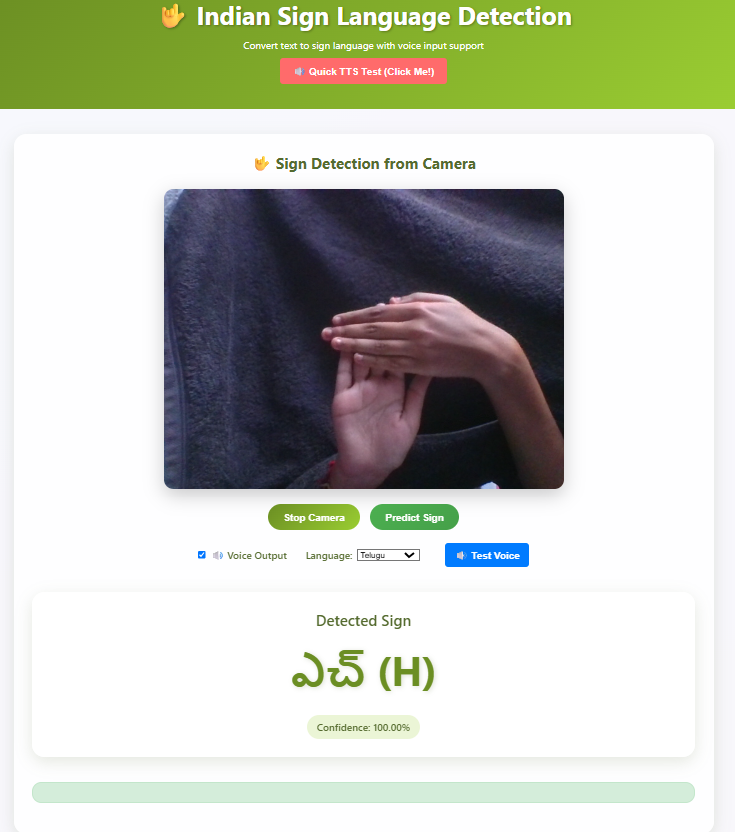 🤟 Indian Sign Language Detection
Convert text to sign language with voice input support
🔊 Quick TTS Test (Click Me!)
🤟 Sign Detection from Camera
Stop Camera Predict Sign
🔊 Voice Output Language: Telugu 🔊 Test Voice
Detected Sign
ఎచ్ (H)
Confidence: 100.00%